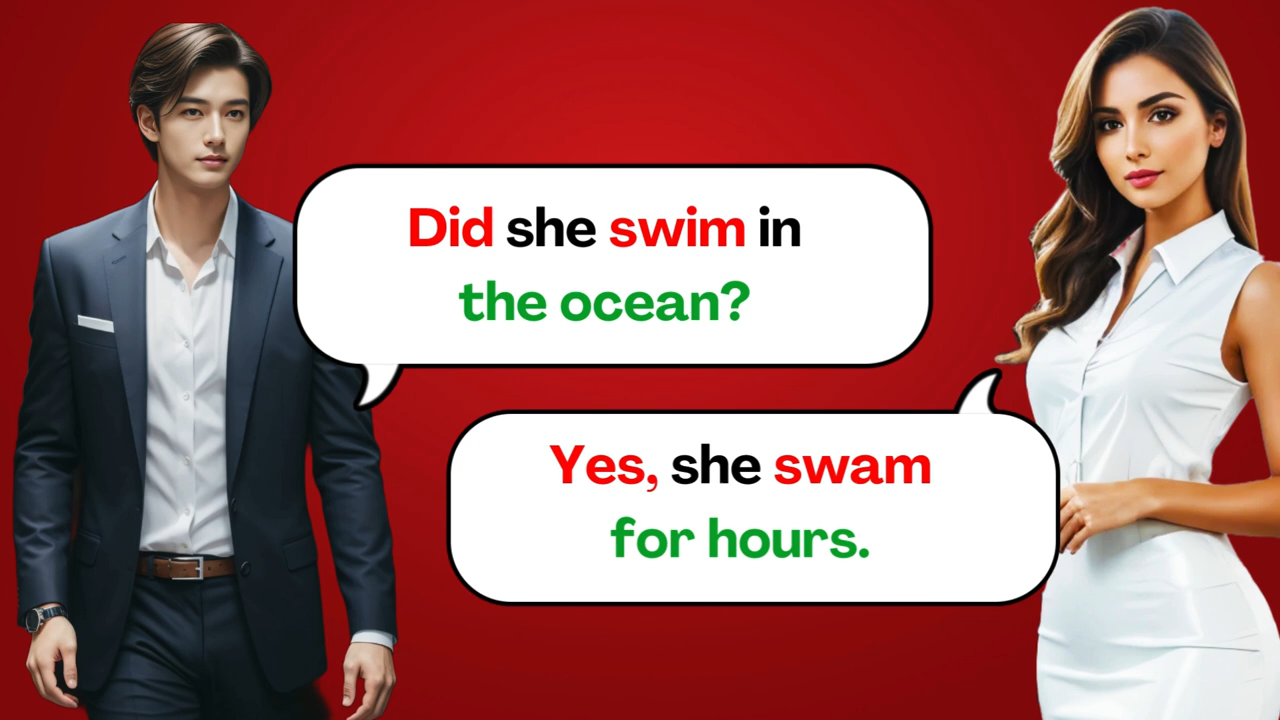 Did she swim in
the ocean?
Yes, she swam
for hours.